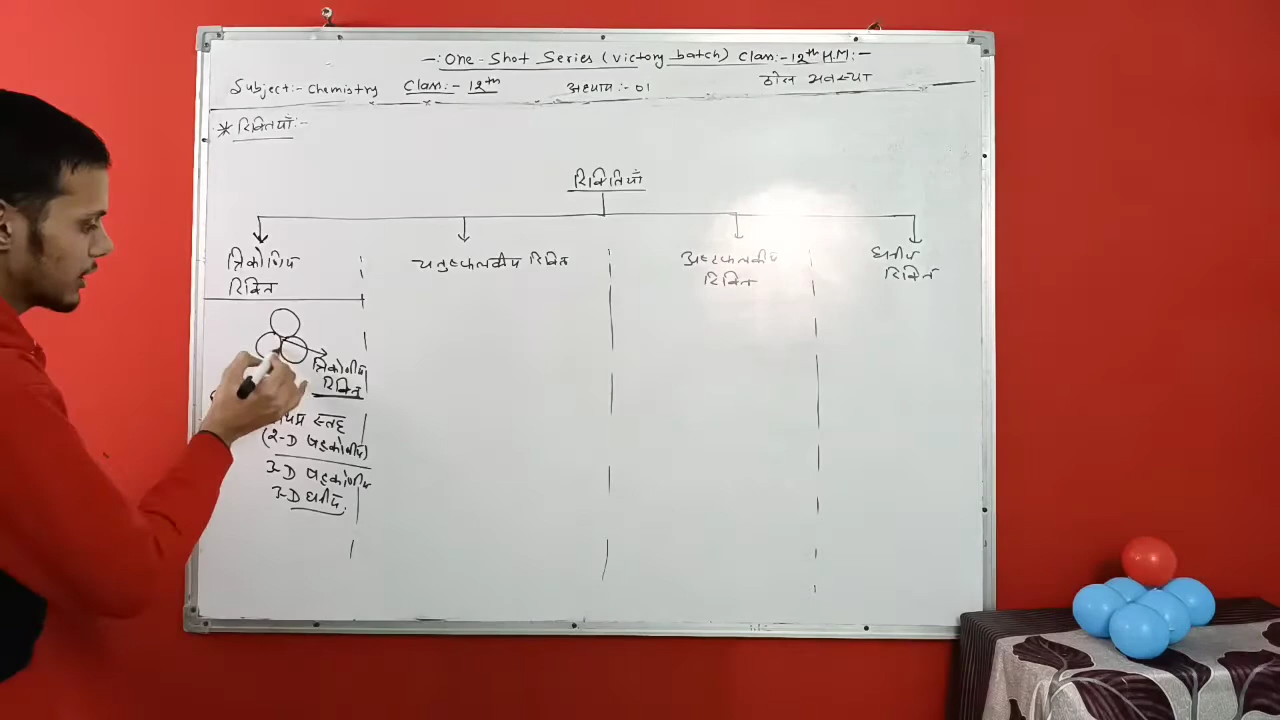 -: One-Shot Series (victory batch) Class:- 12th H.M:-
Subject:- Chemistry Class:- 12th अध्याय:- 01 ठोस अवस्था
* रिक्तियाँ:-
रिक्तियाँ
त्रिकोणीय
रिक्ति
चतुष्फलकीय रिक्ति
अष्टफलकीय
रिक्ति
घनीय
रिक्ति
त्रिकोणीय
रिक्ति
स्तह
(2-D षट्कोणीय)
3-D षट्कोणीय
3-D घनीय